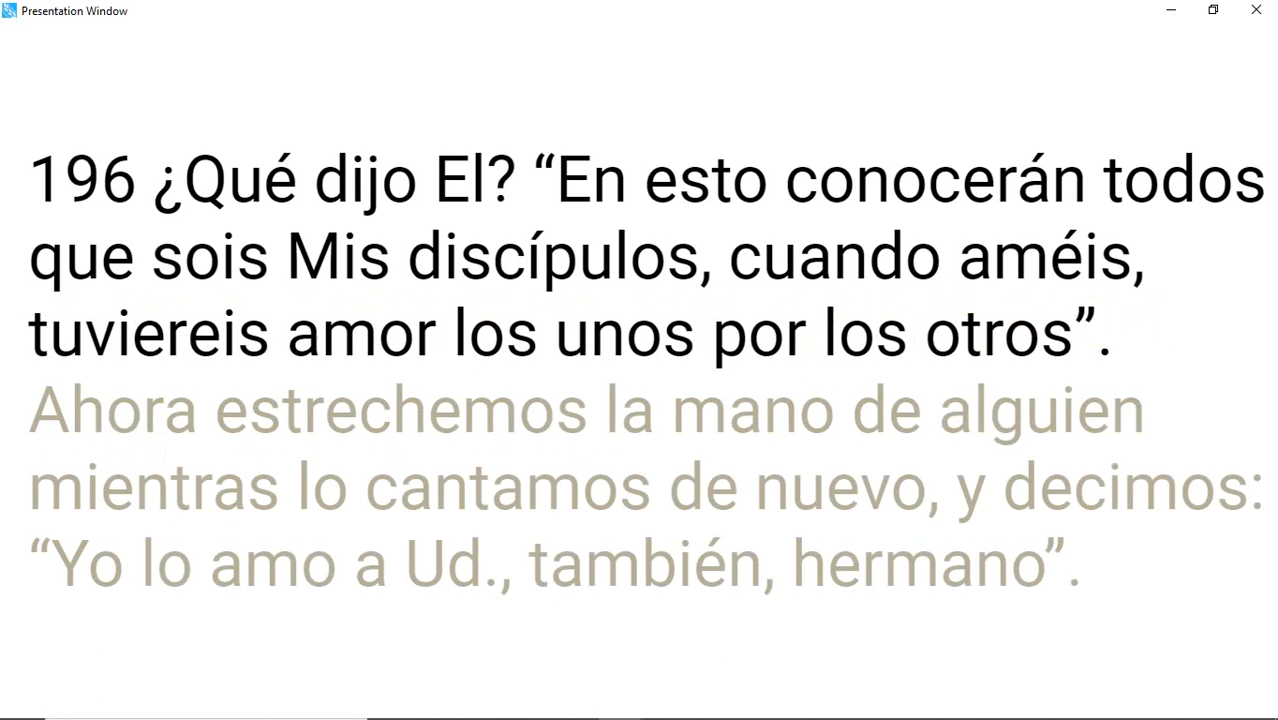 Presentation Window
196 ¿Qué dijo El? “En esto conocerán todos
que sois Mis discípulos, cuando améis,
tuviereis amor los unos por los otros”.
Ahora estrechemos la mano de alguien
mientras lo cantamos de nuevo, y decimos:
“Yo lo amo a Ud., también, hermano”.